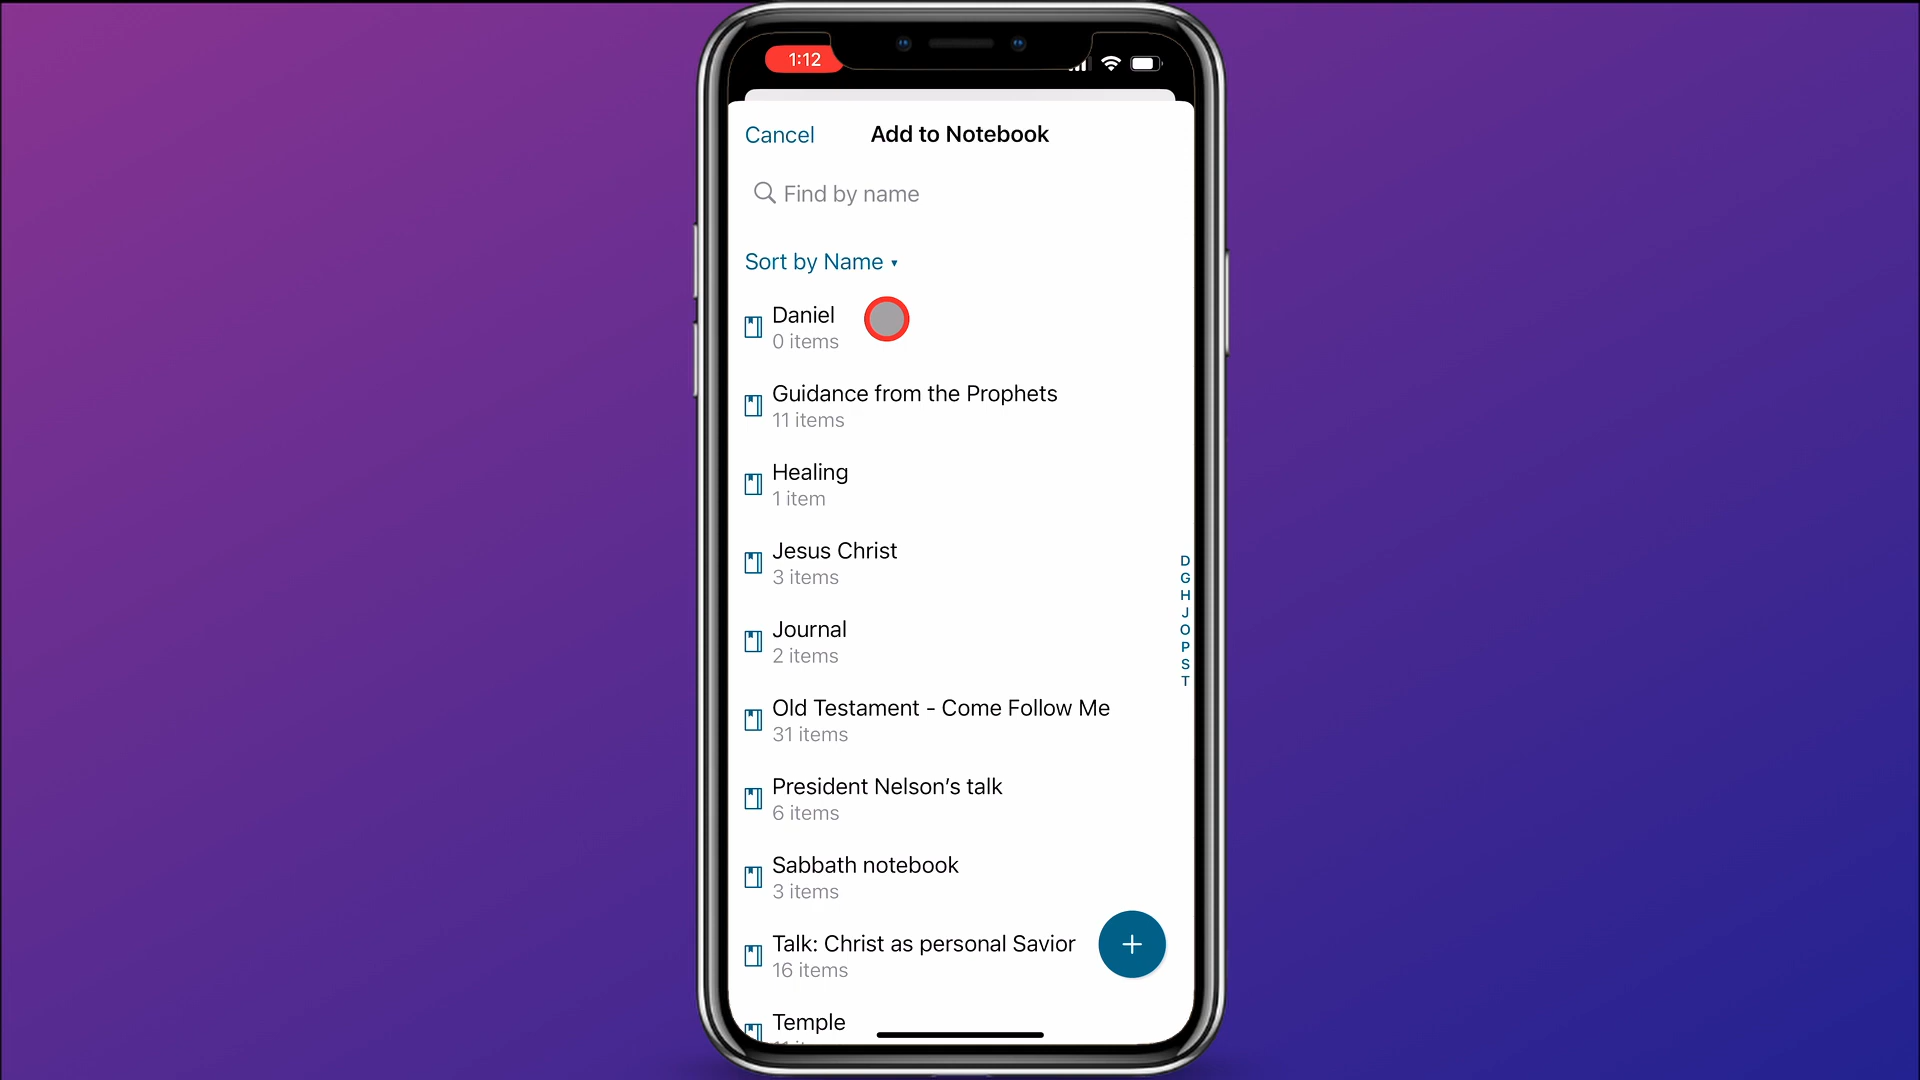 1:12
Cancel
Add to Notebook
Find by name
Sort by Name ▾
Daniel
0 items
Guidance from the Prophets
11 items
Healing
1 item
Jesus Christ
3 items
Journal
2 items
Old Testament - Come Follow Me
31 items
President Nelson's talk
6 items
Sabbath notebook
3 items
Talk: Christ as personal Savior
16 items
Temple
D
G
H
J
O
P
S
T